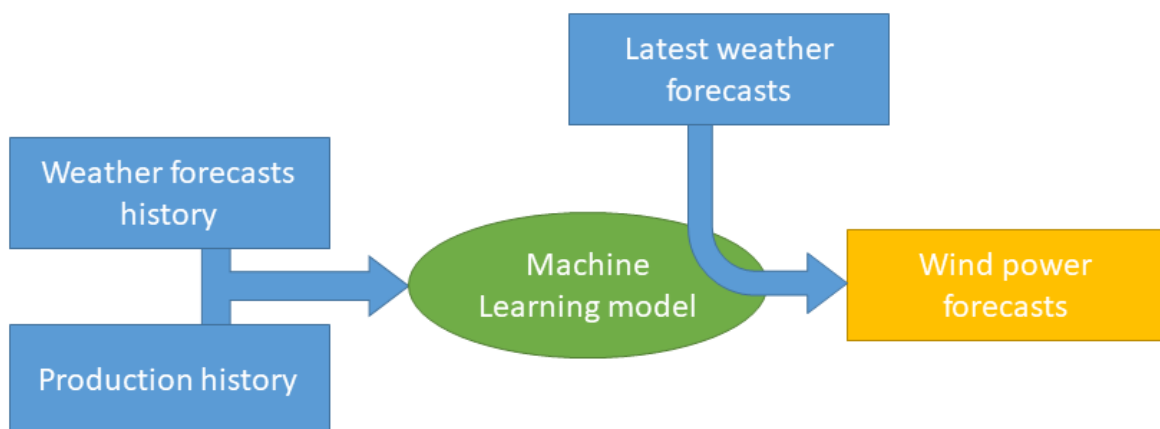 Latest weather
forecasts
Weather forecasts
history
Machine
Learning model
Wind power
forecasts
Production history